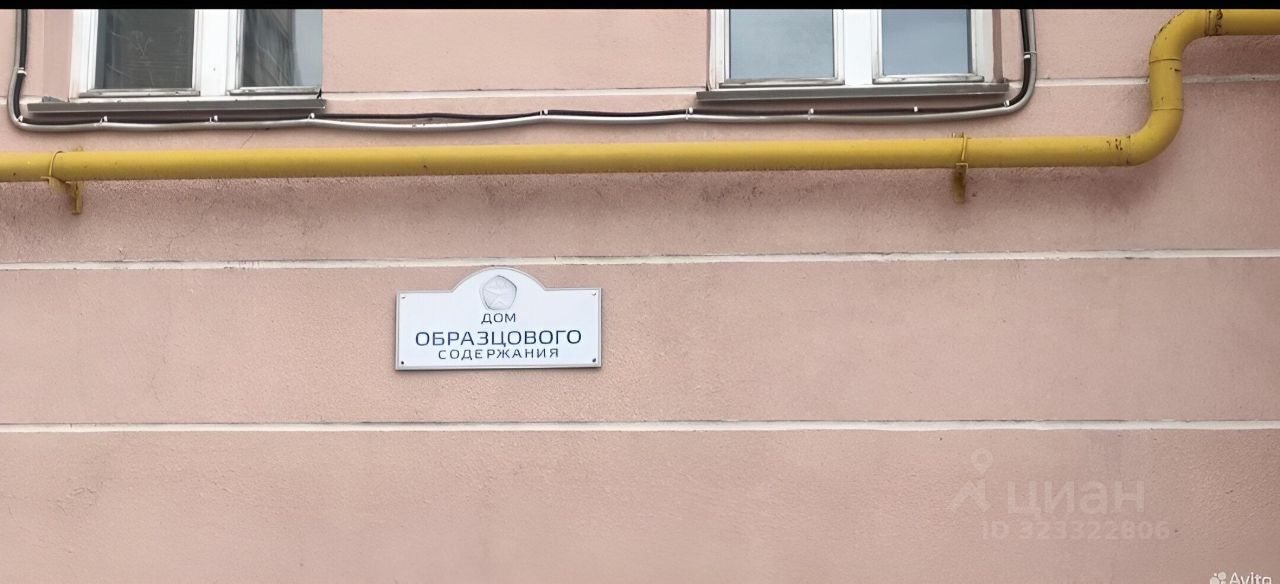 ДОМ
ОБРАЗЦОВОГО
СОДЕРЖАНИЯ
циан
ID 323322806
Avito